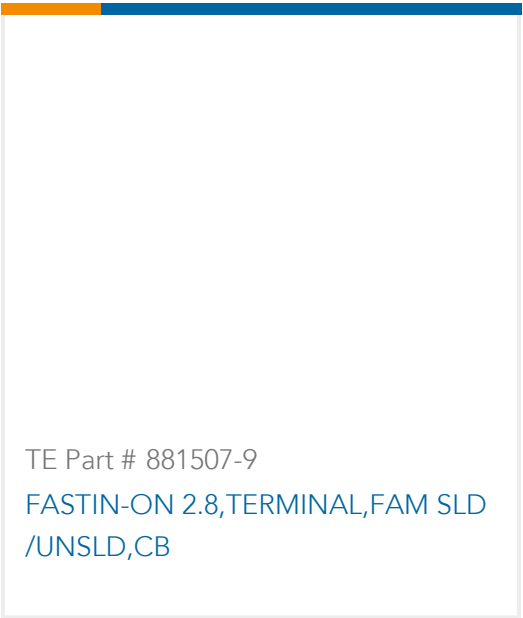 TE Part # 881507-9
FASTIN-ON 2.8,TERMINAL,FAM SLD
/UNSLD,CB